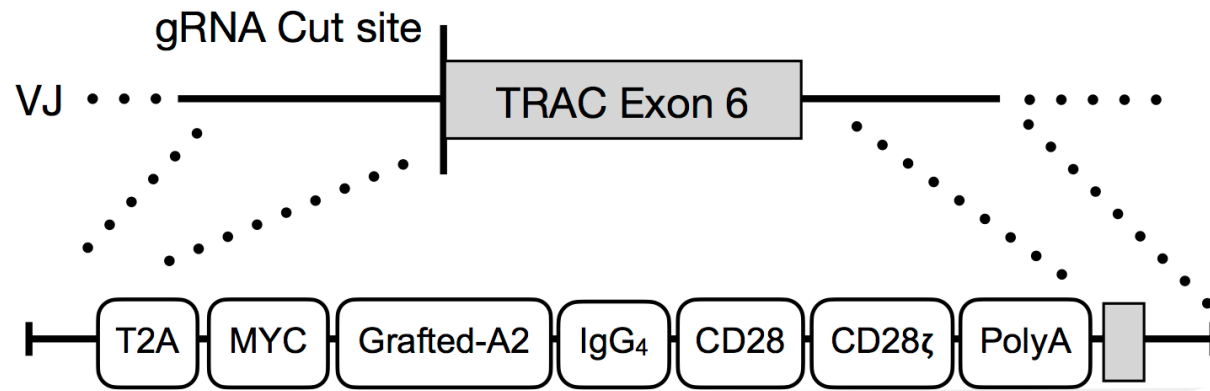 gRNA Cut site
VJ
TRAC Exon 6
T2A MYC Grafted-A2 IgG₄ CD28 CD28ζ PolyA